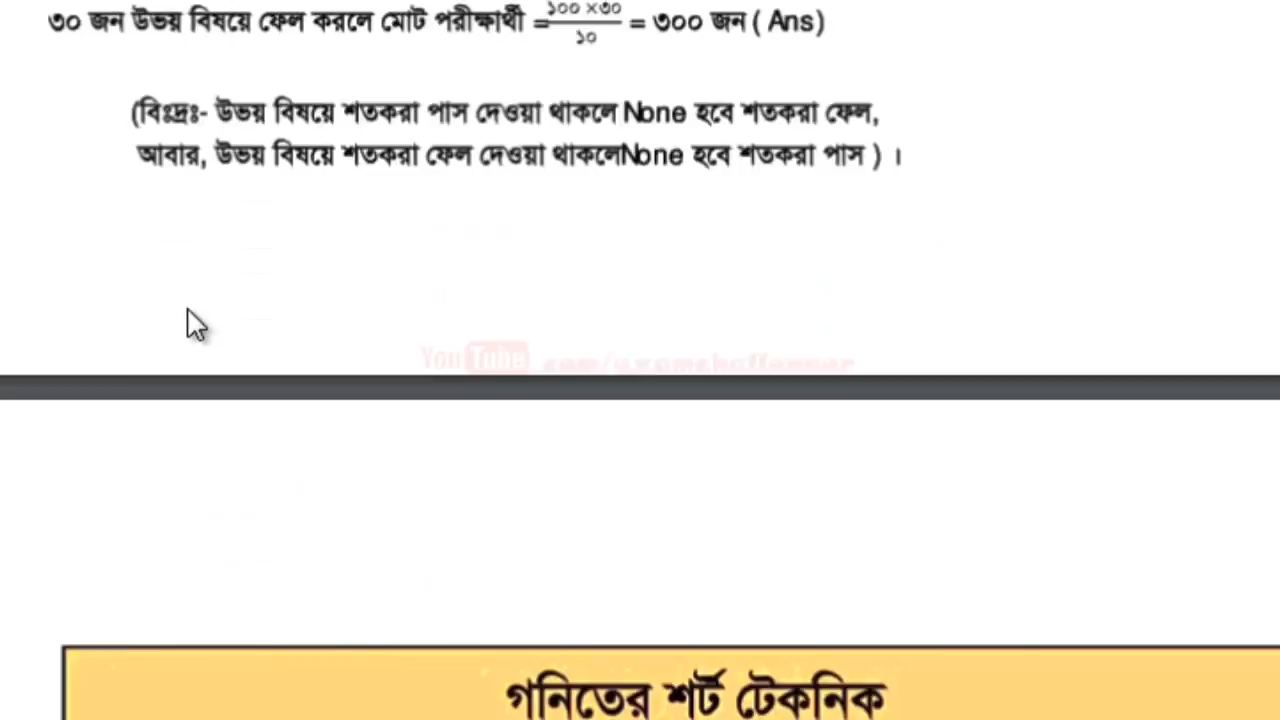 ৩০ জন উভয় বিষয়ে ফেল করলে মোট পরীক্ষার্থী = ১০০ ×৩০ / ১০ = ৩০০ জন ( Ans)
(বিঃদ্রঃ- উভয় বিষয়ে শতকরা পাস দেওয়া থাকলে None হবে শতকরা ফেল,
আবার, উভয় বিষয়ে শতকরা ফেল দেওয়া থাকলেNone হবে শতকরা পাস ) ।
YouTube
গনিতের শর্ট টেকনিক